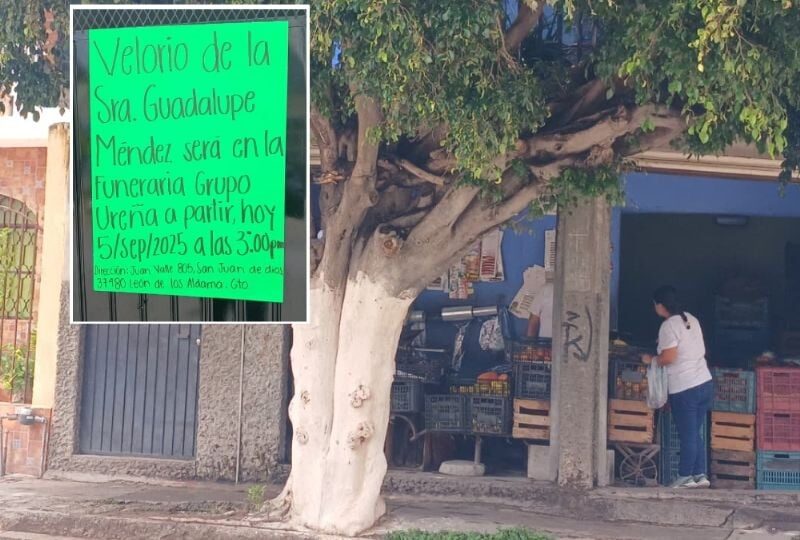 Velorio de la
Sra. Guadalupe
Méndez será en la
Funeraria Grupo
Ureña a partir, hoy
5/sep/2025 a las 3:00pm
Dirección: Juan Valle 805, San Juan de dios
37480 León de los Aldama. Gto.